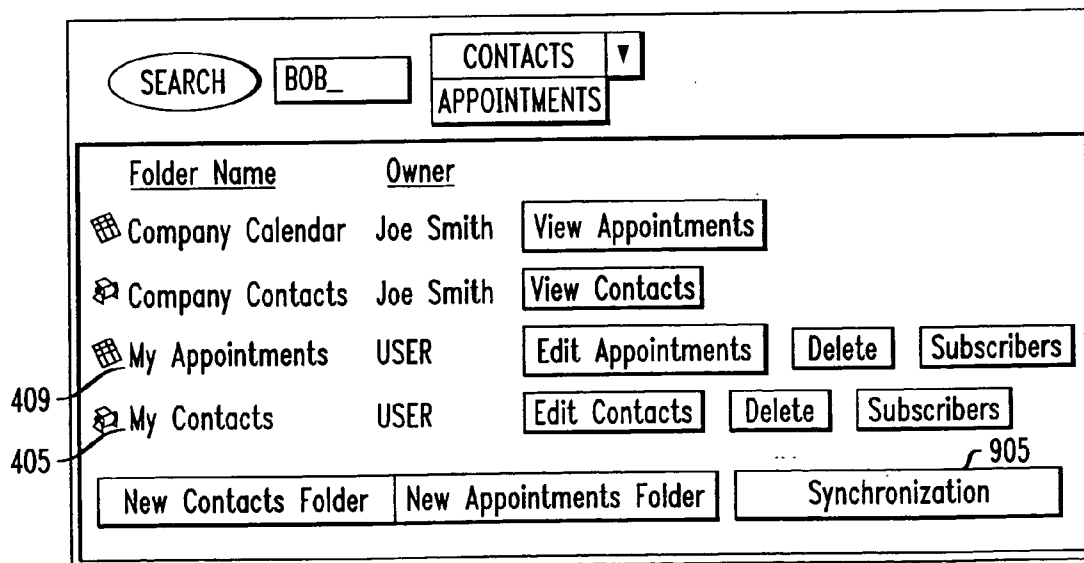 SEARCH BOB_ CONTACTS ▼
APPOINTMENTS
Folder Name Owner
Company Calendar Joe Smith View Appointments
Company Contacts Joe Smith View Contacts
My Appointments USER Edit Appointments Delete Subscribers
409
My Contacts USER Edit Contacts Delete Subscribers
405
905
New Contacts Folder New Appointments Folder Synchronization